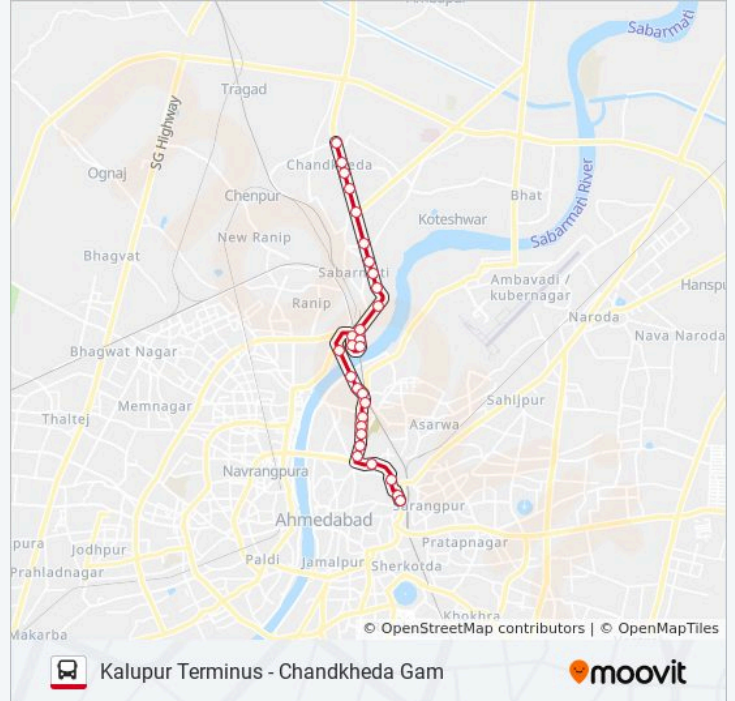 Sabarmati
Tragad
SG Highway
Chandkheda
Ognaj
Chenpur
Bhat
Koteshwar
Sabarmati River
New Ranip
Bhagvat
Sabarmati
Ambavadi /
kubernagar
Hanspu
Ranip
Naroda
Nava Naroda
Bhagwat Nagar
Memnagar
Sahijpur
Thaltej
Asarwa
Navrangpura
Sarangpur
Ahmedabad
pura
Jodhpur
Pratapnagar
Paldi
Jamalpur
Sherkotda
Prahladnagar
Khokhra
Makarba
© OpenStreetMap contributors | © OpenMapTiles
Kalupur Terminus - Chandkheda Gam
moovit